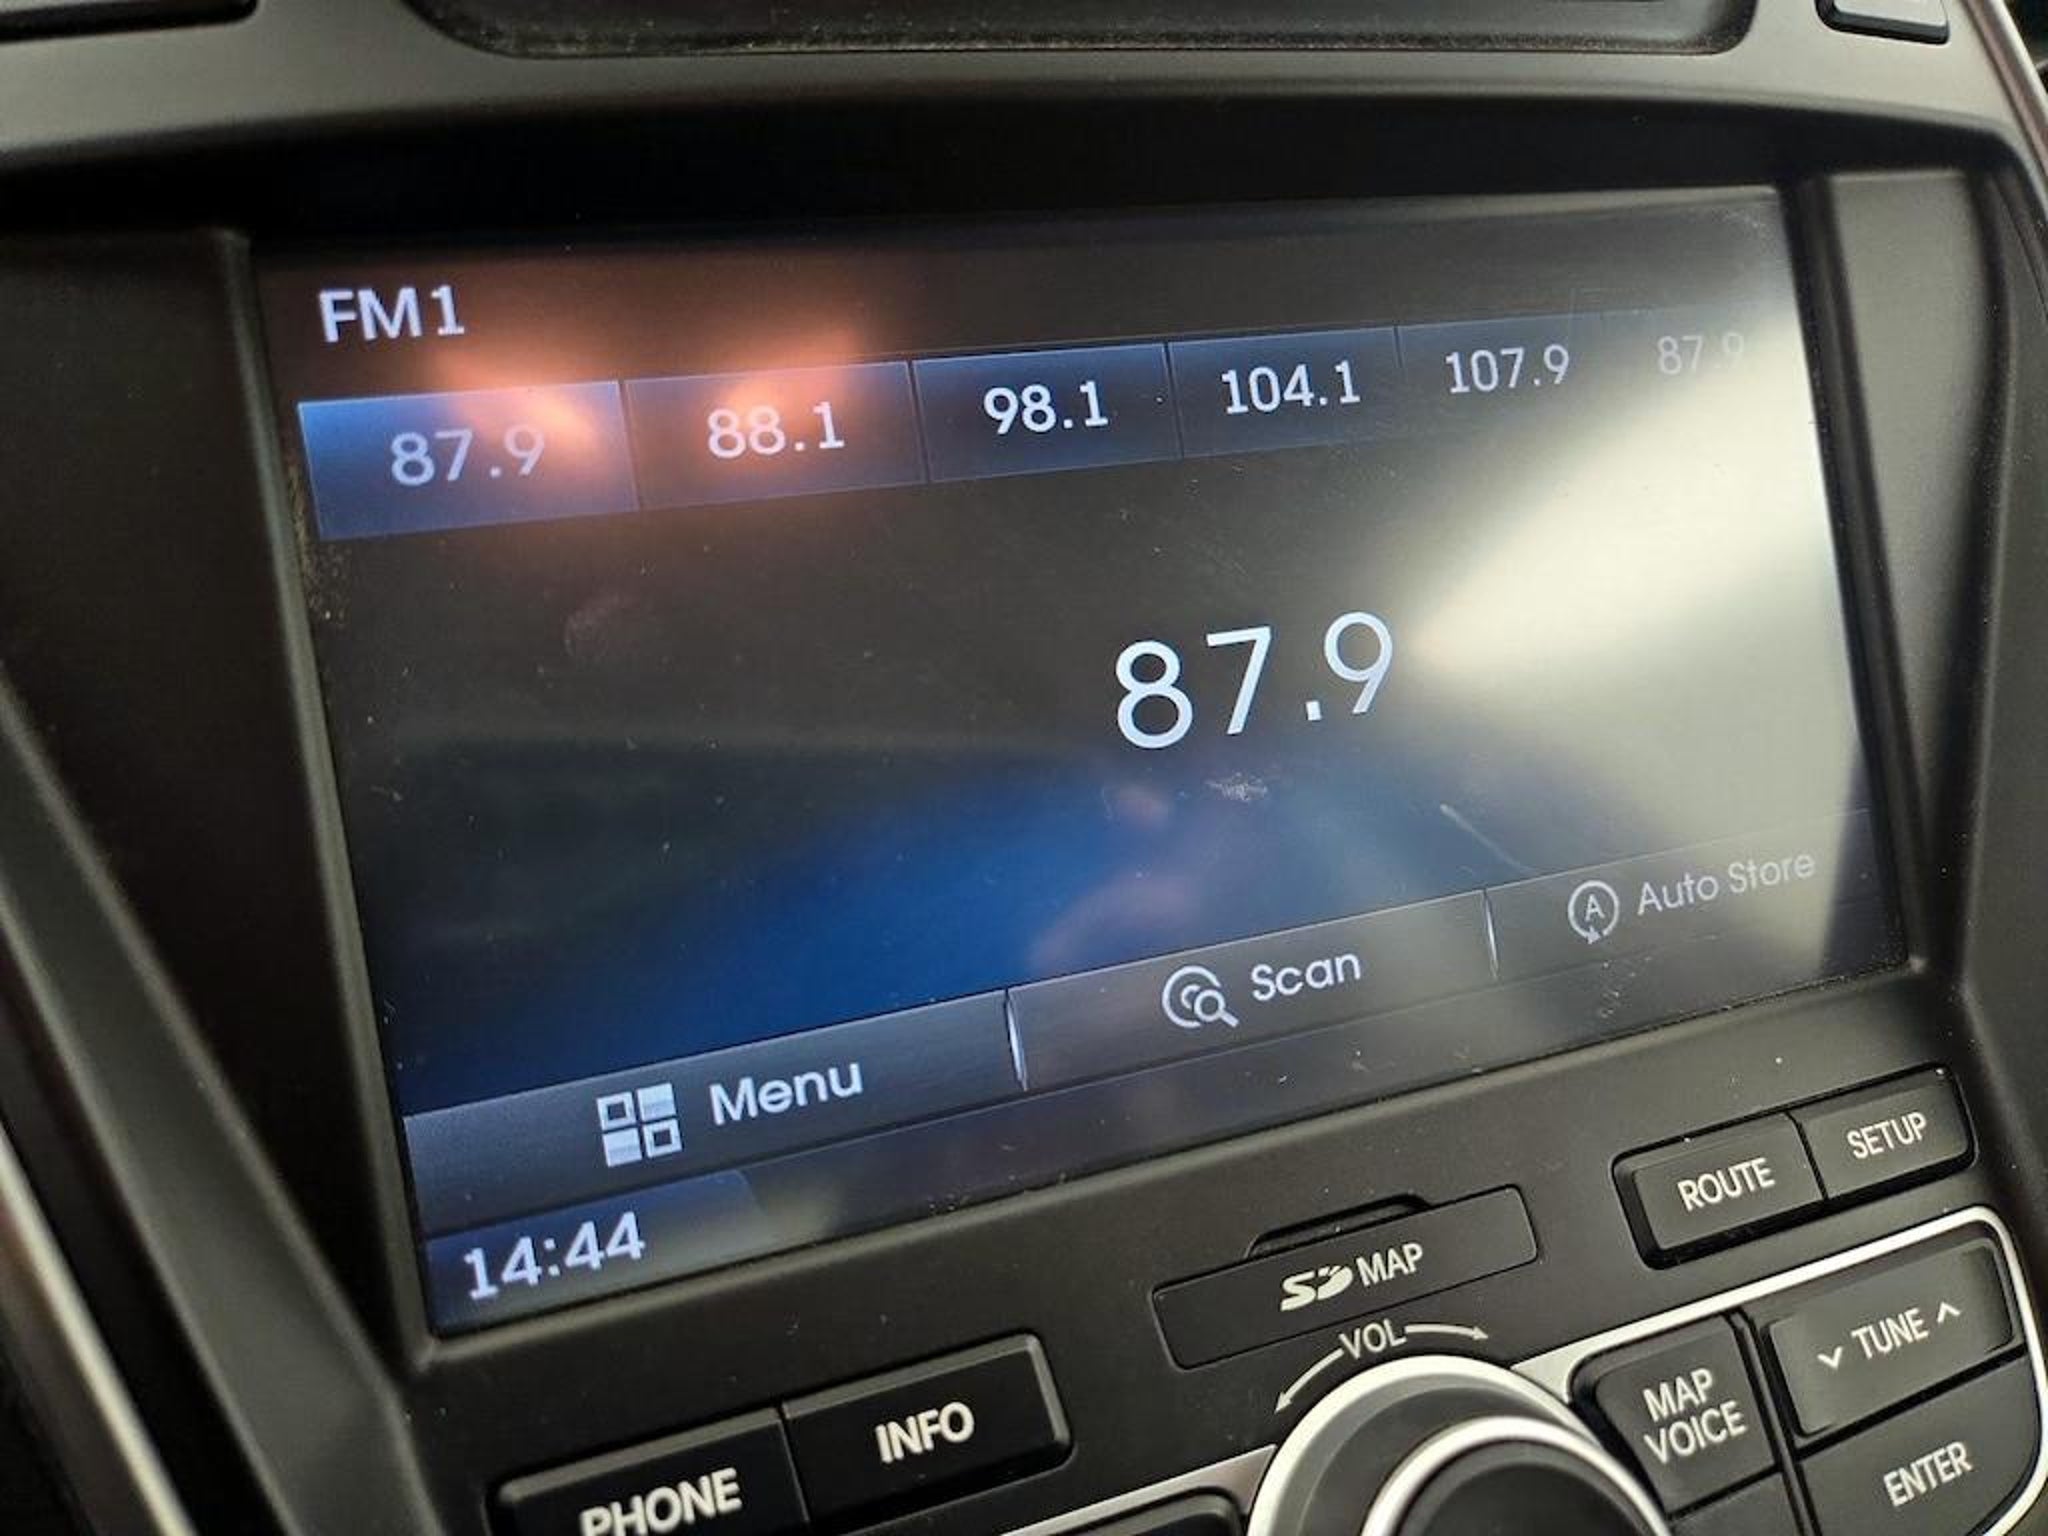 FM1
87.9 88.1 98.1 104.1 107.9 87.9
87.9
Menu Scan A Auto Store
14:44
ROUTE SETUP
SD MAP
VOL
MAP
VOICE
TUNE
PHONE INFO
ENTER